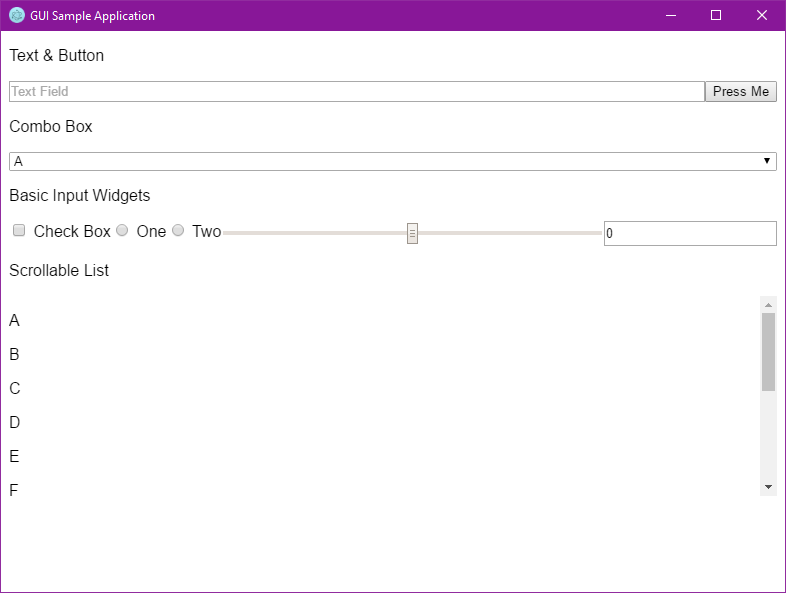 GUI Sample Application
Text & Button
Text Field Press Me
Combo Box
A
Basic Input Widgets
Check Box One Two 0
Scrollable List
A
B
C
D
E
F